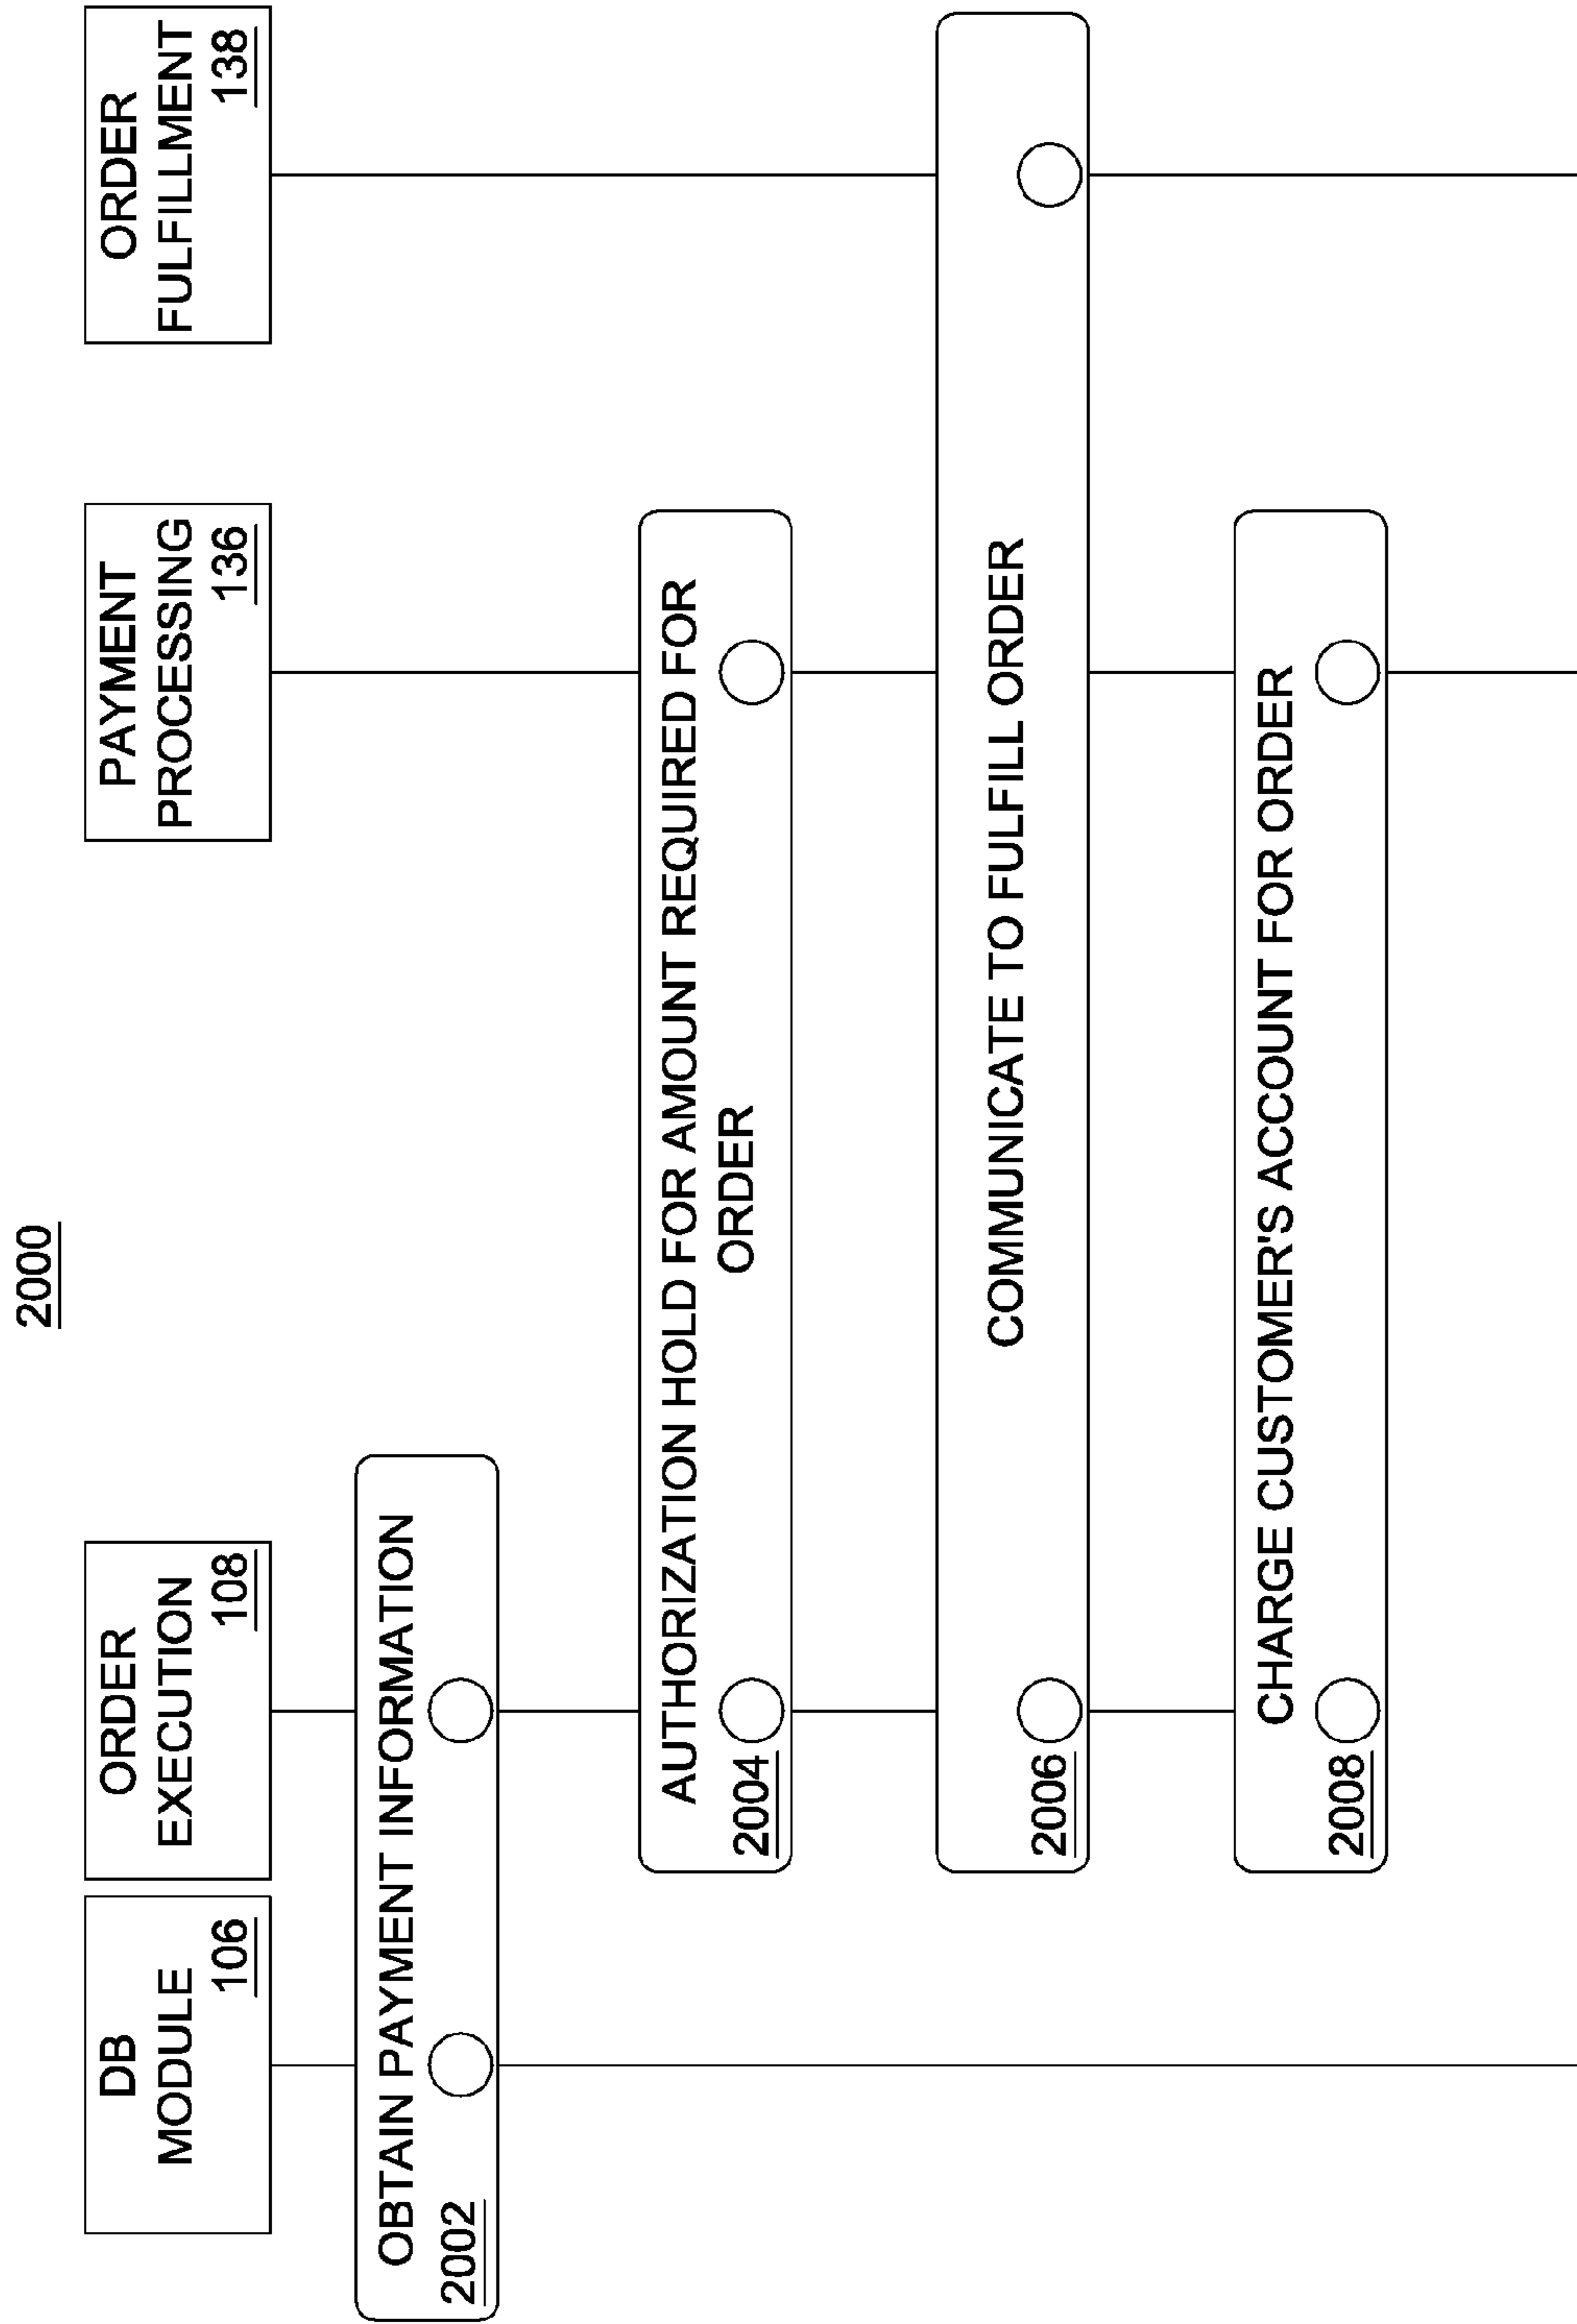 2000
DB
MODULE
106
ORDER
EXECUTION
108
PAYMENT
PROCESSING
136
ORDER
FULFILLMENT
138
OBTAIN PAYMENT INFORMATION
2002
AUTHORIZATION HOLD FOR AMOUNT REQUIRED FOR
ORDER
2004
COMMUNICATE TO FULFILL ORDER
2006
CHARGE CUSTOMER'S ACCOUNT FOR ORDER
2008